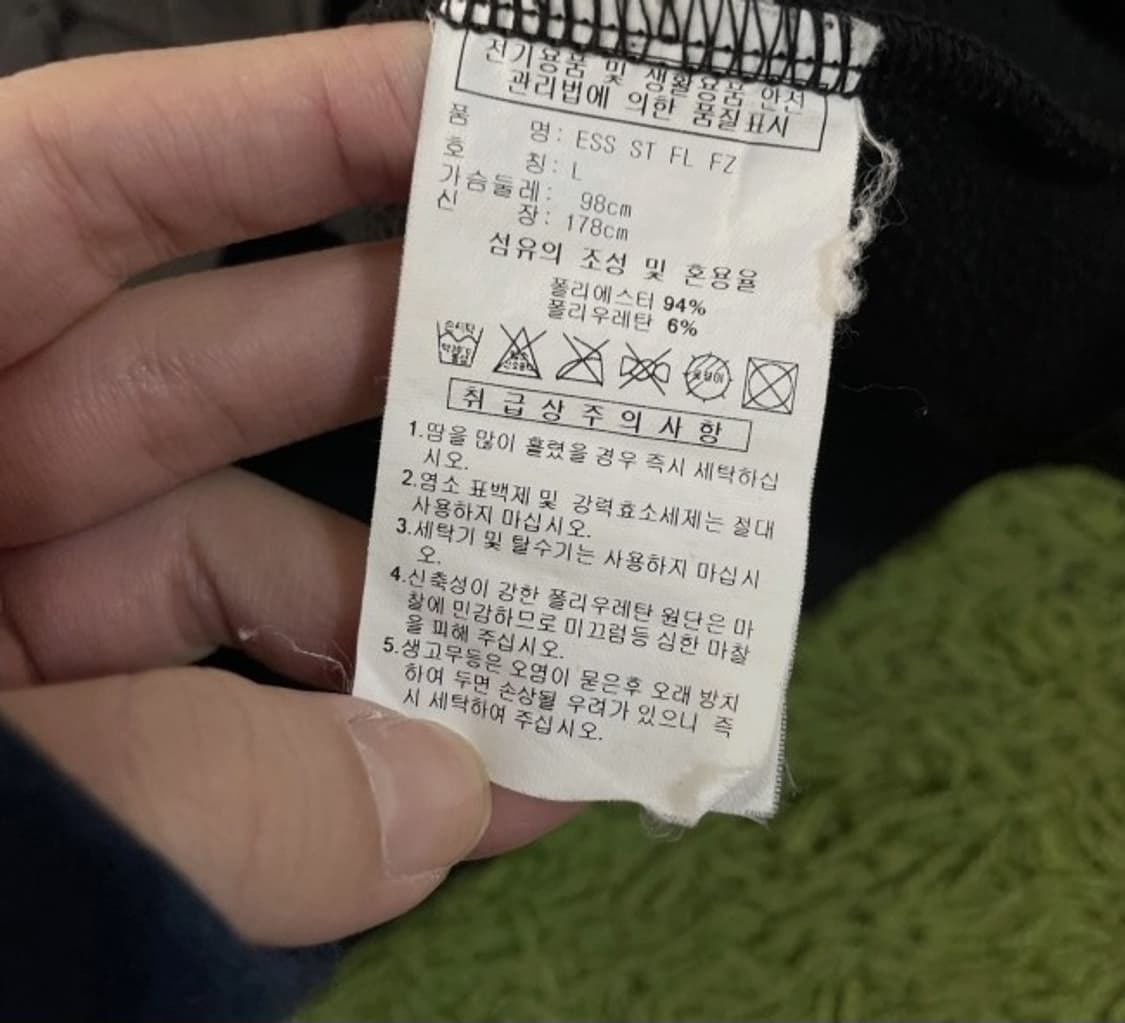 전기용품 및 생활용품 안전
관리법에 의한 품질표시
품 명: ESS ST FL FZ
호 칭: L
가슴둘레: 98cm
신 장: 178cm
섬유의 조성 및 혼용율
폴리에스터 94%
폴리우레탄 6%
손세탁
취급상주의사항
1.땀을 많이 흘렸을 경우 즉시 세탁하십
시오.
2.염소 표백제 및 강력효소세제는 절대
사용하지 마십시오.
3.세탁기 및 탈수기는 사용하지 마십시
오.
4.신축성이 강한 폴리우레탄 원단은 마
찰에 민감하므로 미끄럼등 심한 마찰
을 피해 주십시오.
5.생고무등은 오염이 묻은후 오래 방치
하여 두면 손상될 우려가 있으니 즉
시 세탁하여 주십시오.